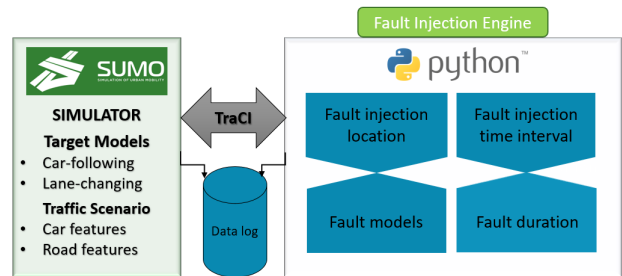 Fault Injection Engine
SUMO
SIMULATION OF URBAN MOBILITY
SIMULATOR
Target Models
• Car-following
• Lane-changing
Traffic Scenario
• Car features
• Road features
TraCI
Data log
python™
Fault injection
location
Fault injection
time interval
Fault models
Fault duration